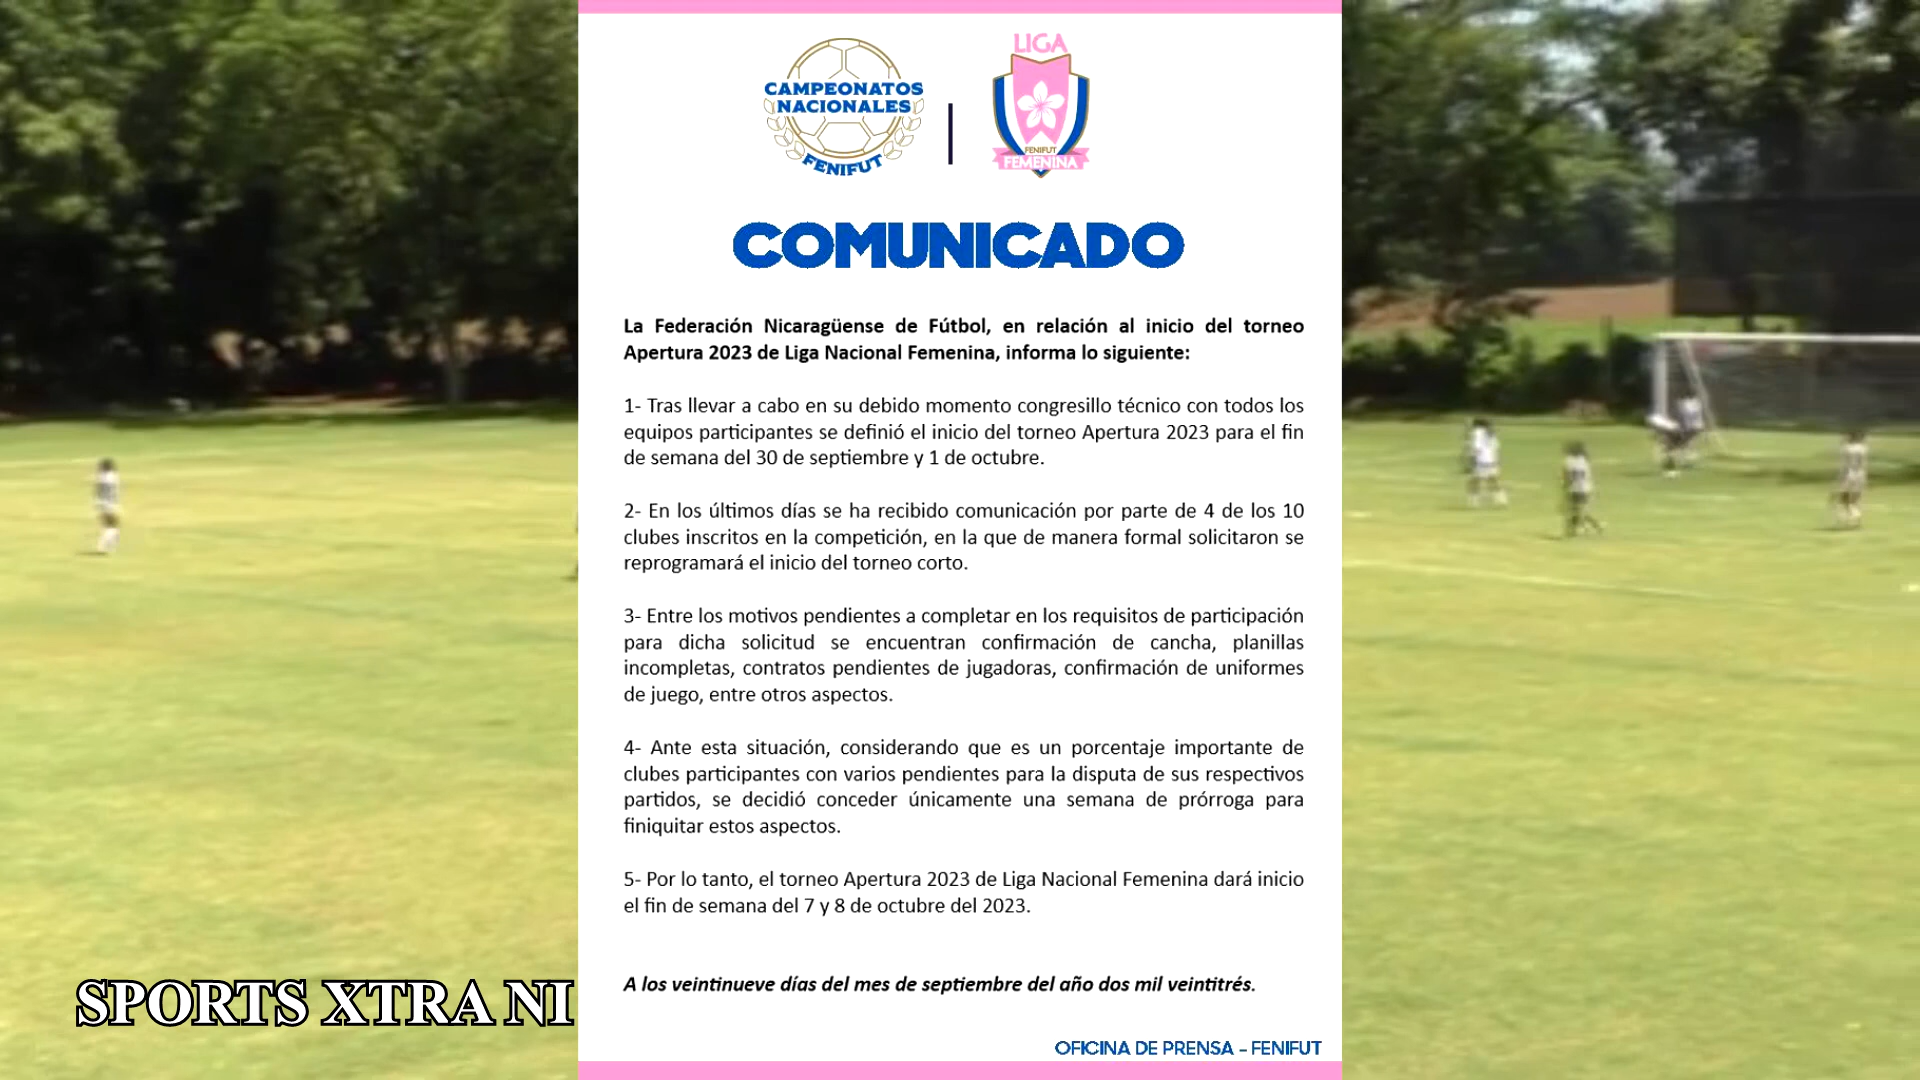 CAMPEONATOS
NACIONALES
FENIFUT
LIGA
FENIFUT
FEMENINA
COMUNICADO
La Federación Nicaragüense de Fútbol, en relación al inicio del torneo
Apertura 2023 de Liga Nacional Femenina, informa lo siguiente:
1- Tras llevar a cabo en su debido momento congresillo técnico con todos los
equipos participantes se definió el inicio del torneo Apertura 2023 para el fin
de semana del 30 de septiembre y 1 de octubre.
2- En los últimos días se ha recibido comunicación por parte de 4 de los 10
clubes inscritos en la competición, en la que de manera formal solicitaron se
reprogramará el inicio del torneo corto.
3- Entre los motivos pendientes a completar en los requisitos de participación
para dicha solicitud se encuentran confirmación de cancha, planillas
incompletas, contratos pendientes de jugadoras, confirmación de uniformes
de juego, entre otros aspectos.
4- Ante esta situación, considerando que es un porcentaje importante de
clubes participantes con varios pendientes para la disputa de sus respectivos
partidos, se decidió conceder únicamente una semana de prórroga para
finiquitar estos aspectos.
5- Por lo tanto, el torneo Apertura 2023 de Liga Nacional Femenina dará inicio
el fin de semana del 7 y 8 de octubre del 2023.
A los veintinueve días del mes de septiembre del año dos mil veintitrés.
SPORTS XTRA NI
OFICINA DE PRENSA – FENIFUT